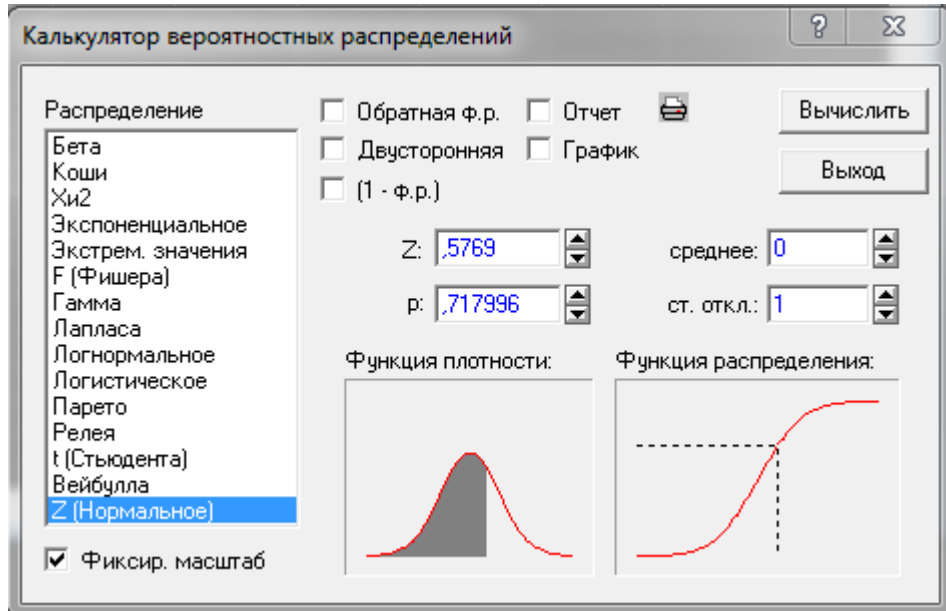 Калькулятор вероятностных распределений
Распределение
Бета
Коши
Хи2
Экспоненциальное
Экстрем. значения
F (Фишера)
Гамма
Лапласа
Логнормальное
Логистическое
Парето
Релея
t (Стьюдента)
Вейбулла
Z (Нормальное)
Фиксир. масштаб
Обратная ф.р. Отчет
Двусторонняя График
(1 - ф.р.)
Вычислить
Выход
Z: ,5769 среднее: 0
p: ,717996 ст. откл.: 1
Функция плотности: Функция распределения: